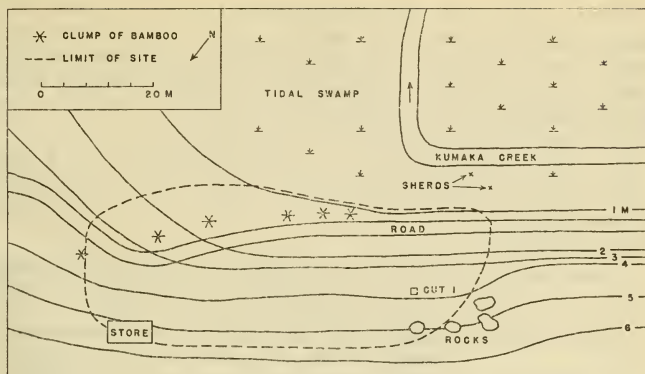 CLUMP OF BAMBOO
N
LIMIT OF SITE
0 20 M
TIDAL SWAMP
KUMAKA CREEK
SHERDS
1 M
ROAD
2
3
4
CUT 1
5
STORE
ROCKS
6